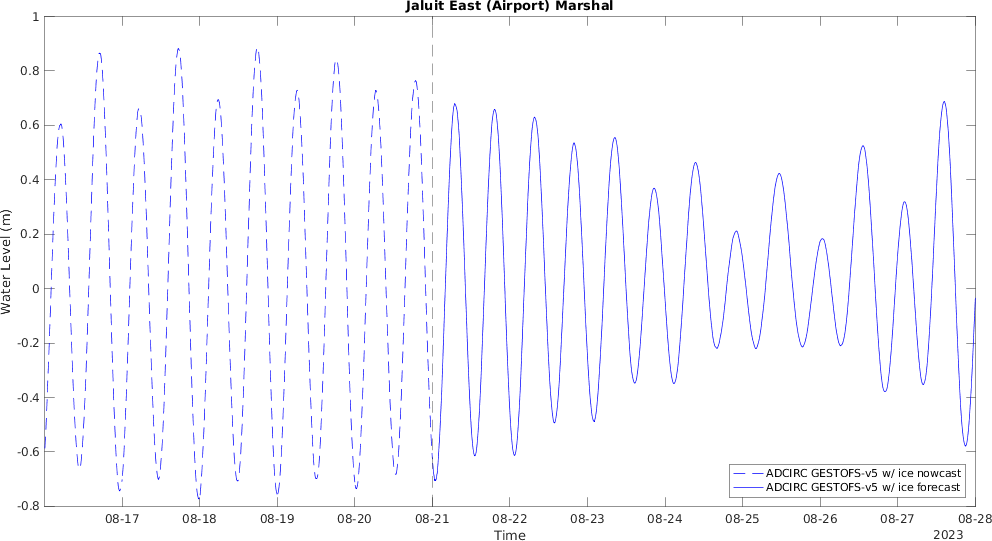 Jaluit East (Airport) Marshal
Water Level (m)
1
0.8
0.6
0.4
0.2
0
-0.2
-0.4
-0.6
-0.8
ADCIRC GESTOFS-v5 w/ ice nowcast
ADCIRC GESTOFS-v5 w/ ice forecast
08-17 08-18 08-19 08-20 08-21 08-22 08-23 08-24 08-25 08-26 08-27 08-28
Time
2023